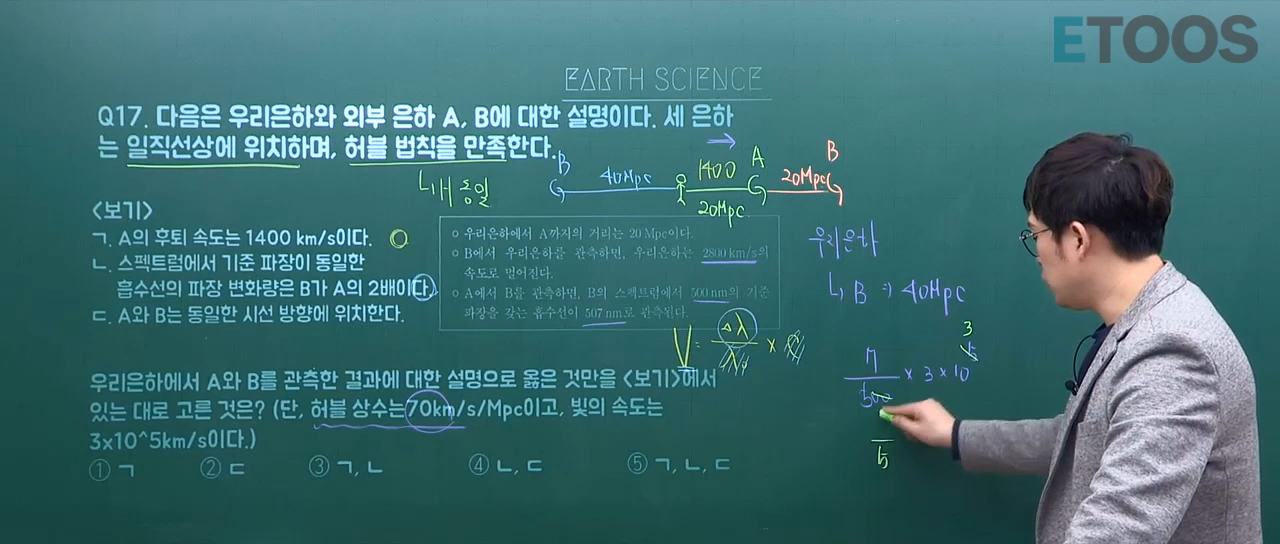 ETOOS
EARTH SCIENCE
Q17. 다음은 우리은하와 외부 은하 A, B에 대한 설명이다. 세 은하
는 일직선상에 위치하며, 허블 법칙을 만족한다.
B
40Mpc
1400
A
20Mpc
20Mpc
B
<보기>
ㄱ. A의 후퇴 속도는 1400 km/s이다.
ㄴ. 스펙트럼에서 기준 파장이 동일한
흡수선의 파장 변화량은 B가 A의 2배이다.
ㄷ. A와 B는 동일한 시선 방향에 위치한다.
우리은하에서 A까지의 거리는 20 Mpc이다.
B에서 우리은하를 관측하면, 우리은하는 2800 km/s의
속도로 멀어진다.
A에서 B를 관측하면, B의 스펙트럼에서 500 nm의 기준
파장을 갖는 흡수선이 507 nm로 관측된다.
우리은하
B ⇒ 40Mpc
V = Δλ/λ₀ ×
7
× 3 × 10
3
500
5
우리은하에서 A와 B를 관측한 결과에 대한 설명으로 옳은 것만을 <보기>에서
있는 대로 고른 것은? (단, 허블 상수는 70km/s/Mpc이고, 빛의 속도는
3x10^5km/s이다.)
① ㄱ ② ㄷ ③ ㄱ, ㄴ ④ ㄴ, ㄷ ⑤ ㄱ, ㄴ, ㄷ